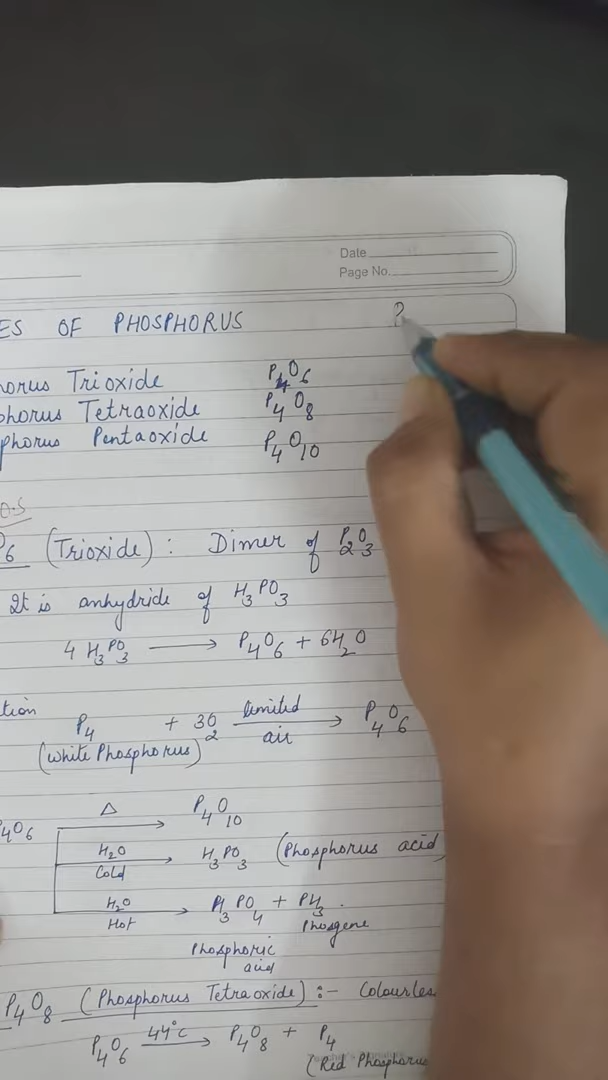 Date
Page No.
ES OF PHOSPHORUS P
horus Trioxide P4O6
phorus Tetraoxide P4O8
phorus Pentaoxide P4O10
O6 (Trioxide) : Dimer of P2O3
It is anhydride of H3PO3
4 H3PO3 → P4O6 + 6H2O
tion
P4 + 3O2 limited air → P4O6
(White Phosphorus)
P4O6 Δ → P4O10
H2O Cold → H3PO3 (Phosphorus acid
H2O Hot → H3PO4 + PH3 .
Phosgene
Phosphoric acid
P4O8 (Phosphorus Tetraoxide) :- Colourles
P4O6 44°C → P4O8 + P4
(Red Phosphorus